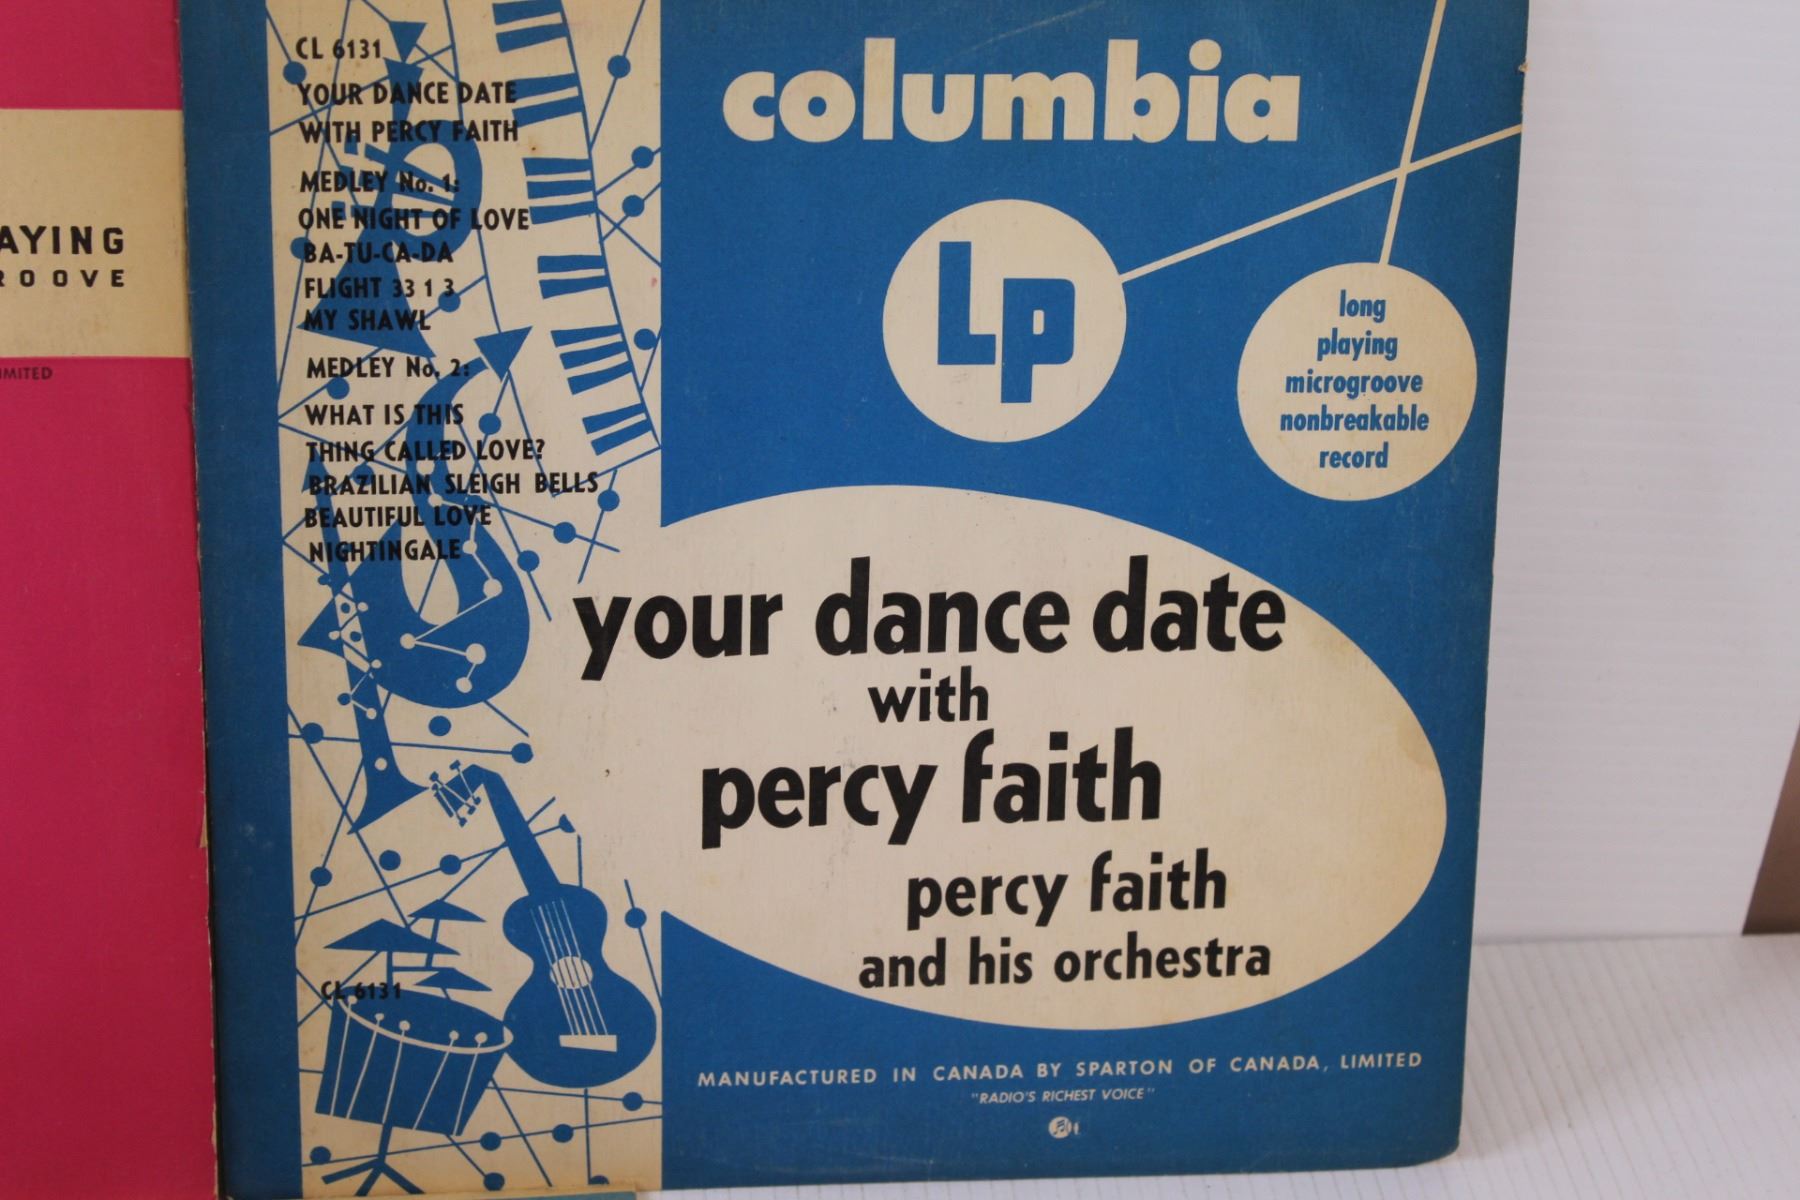 AYING
ROOVE
IMITED
CL 6131
YOUR DANCE DATE
WITH PERCY FAITH
MEDLEY No. 1:
ONE NIGHT OF LOVE
BA-TU-CA-DA
FLIGHT 33 1 3
MY SHAWL
MEDLEY No. 2:
WHAT IS THIS
THING CALLED LOVE?
BRAZILIAN SLEIGH BELLS
BEAUTIFUL LOVE
NIGHTINGALE
CL 6131
columbia
LP
long
playing
microgroove
nonbreakable
record
your dance date
with
percy faith
percy faith
and his orchestra
MANUFACTURED IN CANADA BY SPARTON OF CANADA, LIMITED
"RADIO'S RICHEST VOICE"